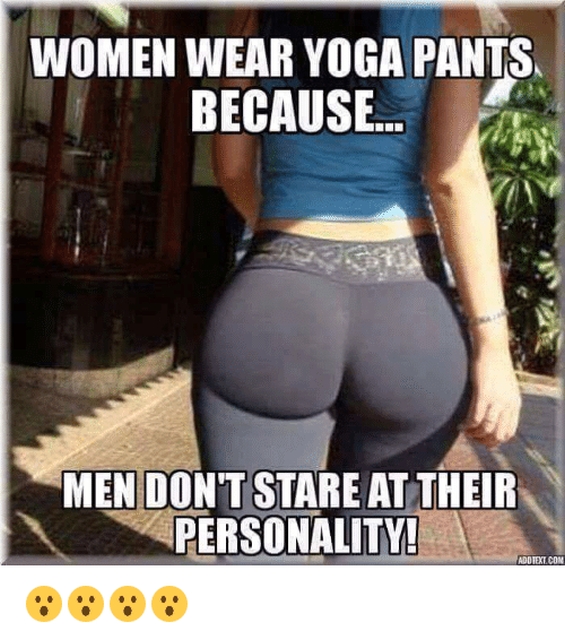 WOMEN WEAR YOGA PANTS
BECAUSE...
MEN DON'T STARE AT THEIR
PERSONALITY!
ADDTEXT.COM